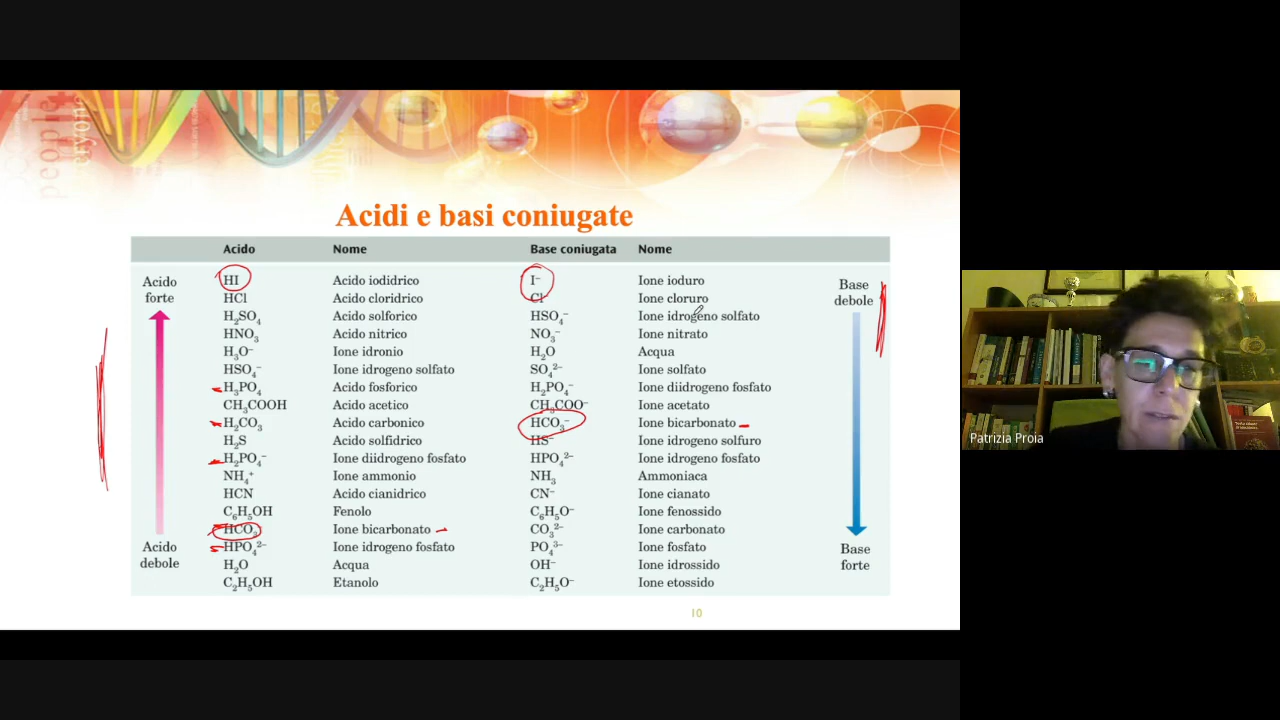 people
eryon
Acidi e basi coniugate
Acido Nome Base coniugata Nome
Acido forte
Base debole
HI Acido iodidrico I⁻ Ione ioduro
HCl Acido cloridrico Cl⁻ Ione cloruro
H₂SO₄ Acido solforico HSO₄⁻ Ione idrogeno solfato
HNO₃ Acido nitrico NO₃⁻ Ione nitrato
H₃O⁻ Ione idronio H₂O Acqua
HSO₄⁻ Ione idrogeno solfato SO₄²⁻ Ione solfato
H₃PO₄ Acido fosforico H₂PO₄⁻ Ione diidrogeno fosfato
CH₃COOH Acido acetico CH₃COO⁻ Ione acetato
H₂CO₃ Acido carbonico HCO₃⁻ Ione bicarbonato
H₂S Acido solfidrico HS⁻ Ione idrogeno solfuro
H₂PO₄⁻ Ione diidrogeno fosfato HPO₄²⁻ Ione idrogeno fosfato
NH₄⁺ Ione ammonio NH₃ Ammoniaca
HCN Acido cianidrico CN⁻ Ione cianato
C₆H₅OH Fenolo C₆H₅O⁻ Ione fenossido
HCO₃⁻ Ione bicarbonato CO₃²⁻ Ione carbonato
HPO₄²⁻ Ione idrogeno fosfato PO₄³⁻ Ione fosfato
H₂O Acqua OH⁻ Ione idrossido
C₂H₅OH Etanolo C₂H₅O⁻ Ione etossido
Acido debole
Base forte
10
Patrizia Proia